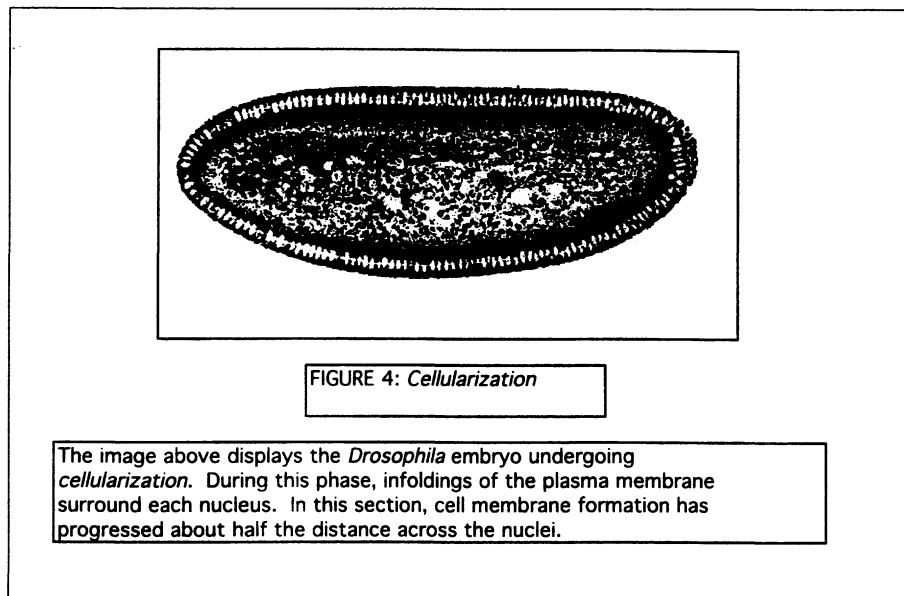 FIGURE 4: Cellularization
The image above displays the Drosophila embryo undergoing
cellularization. During this phase, infoldings of the plasma membrane
surround each nucleus. In this section, cell membrane formation has
progressed about half the distance across the nuclei.